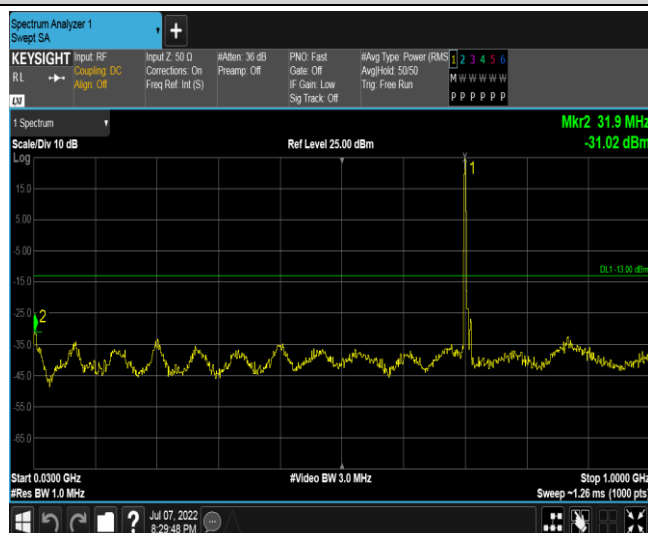 Spectrum Analyzer 1
Swept SA
+
KEYSIGHT
RL
LXI
Input: RF
Coupling: DC
Align: Off
Input Z: 50 Ω
Corrections: On
Freq Ref: Int (S)
#Atten: 36 dB
Preamp: Off
PNO: Fast
Gate: Off
IF Gain: Low
Sig Track: Off
#Avg Type: Power (RMS
Avg|Hold: 50/50
Trig: Free Run
1 2 3 4 5 6
M W W W W W
P P P P P P
1 Spectrum
Mkr2 31.9 MHz
Scale/Div 10 dB
Ref Level 25.00 dBm
-31.02 dBm
Log
1
15.0
5.00
-5.00
DL1 -13.00 dBm
-15.0
-25.0
2
-35.0
-45.0
-55.0
-65.0
Start 0.0300 GHz
#Video BW 3.0 MHz
Stop 1.0000 GHz
#Res BW 1.0 MHz
Sweep ~1.26 ms (1000 pts)
?
Jul 07, 2022
8:29:48 PM